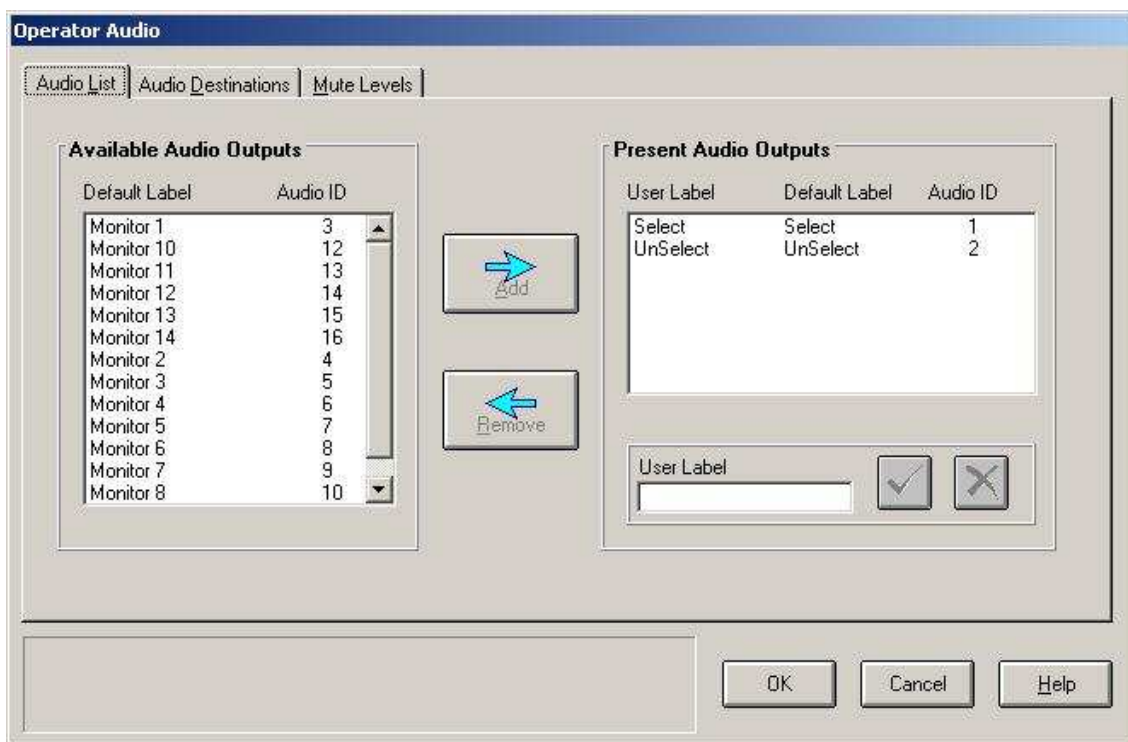 Operator Audio
Audio List Audio Destinations Mute Levels
Available Audio Outputs
Default Label Audio ID
Monitor 1 3
Monitor 10 12
Monitor 11 13
Monitor 12 14
Monitor 13 15
Monitor 14 16
Monitor 2 4
Monitor 3 5
Monitor 4 6
Monitor 5 7
Monitor 6 8
Monitor 7 9
Monitor 8 10
Add
Remove
Present Audio Outputs
User Label Default Label Audio ID
Select Select 1
UnSelect UnSelect 2
User Label
OK Cancel Help